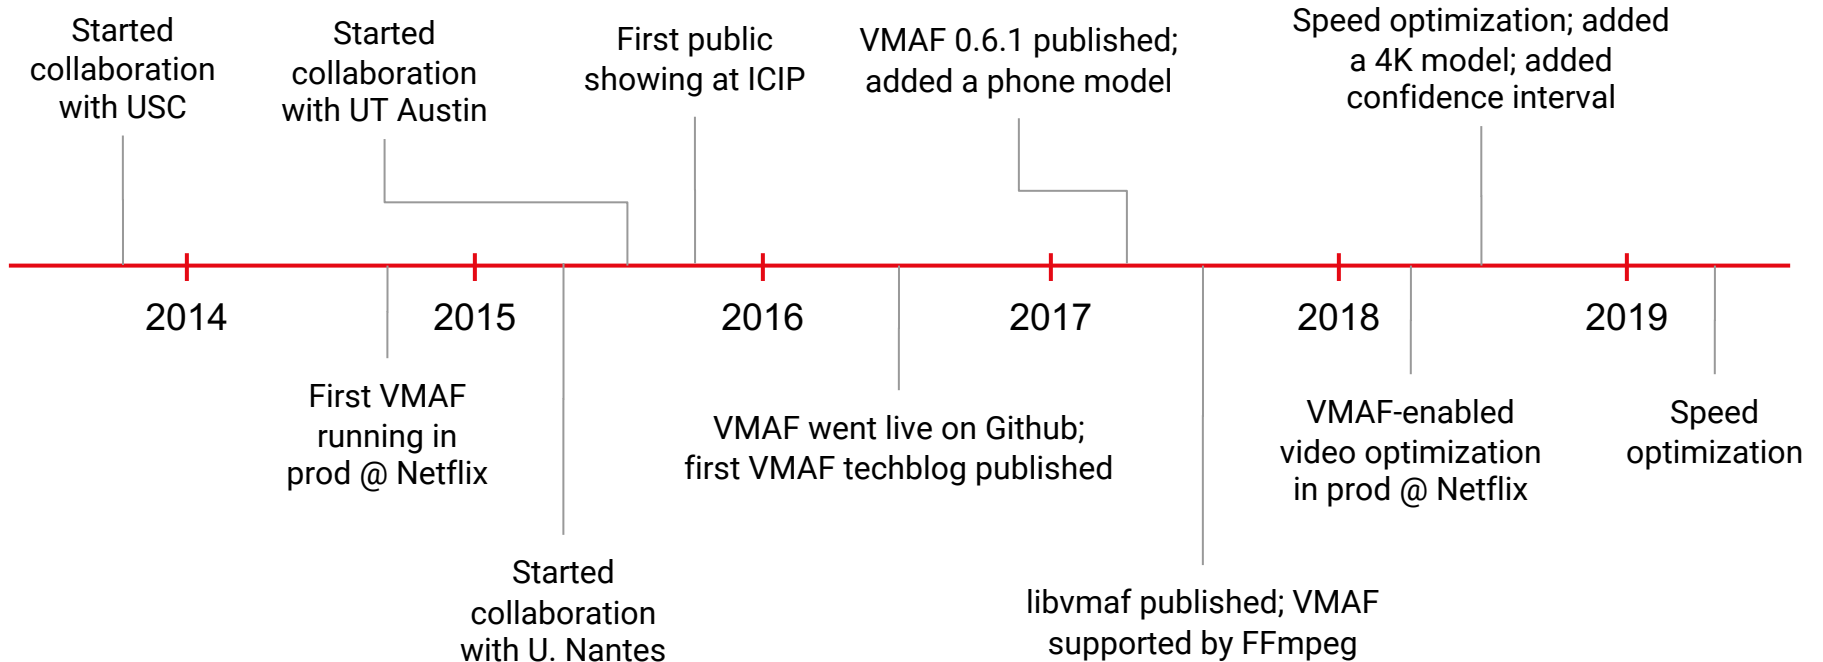 Started
collaboration
with USC
Started
collaboration
with UT Austin
First public
showing at ICIP
VMAF 0.6.1 published;
added a phone model
Speed optimization; added
a 4K model; added
confidence interval
2014
2015
2016
2017
2018
2019
First VMAF
running in
prod @ Netflix
Started
collaboration
with U. Nantes
VMAF went live on Github;
first VMAF techblog published
libvmaf published; VMAF
supported by FFmpeg
VMAF-enabled
video optimization
in prod @ Netflix
Speed
optimization